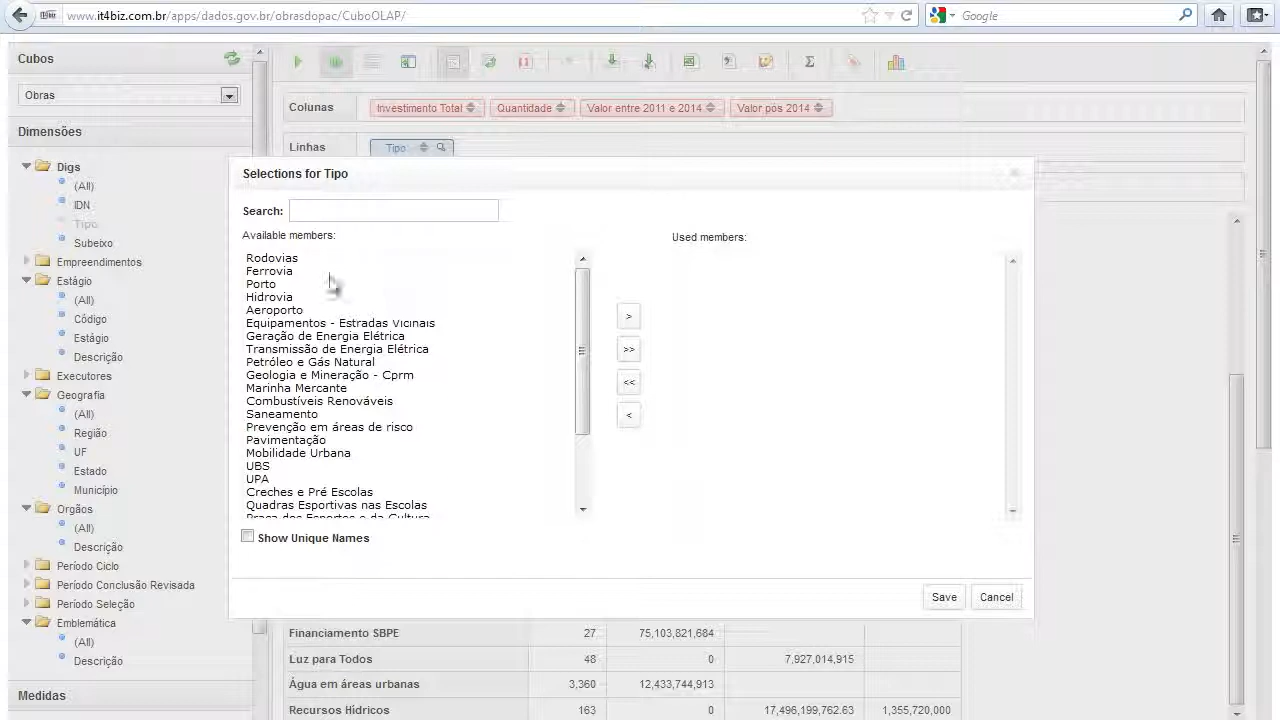 www.it4biz.com.br/apps/dados.gov.br/obrasdopac/CuboOLAP/
Google
Cubos
Obras
Dimensões
Digs
(All)
IDN
Tipo
Subeixo
Empreendimentos
Estágio
(All)
Código
Estágio
Descrição
Executores
Geografia
(All)
Região
UF
Estado
Município
Orgãos
(All)
Descrição
Período Ciclo
Período Conclusão Revisada
Período Seleção
Emblemática
(All)
Descrição
Medidas
Colunas Investimento Total Quantidade Valor entre 2011 e 2014 Valor pós 2014
Linhas Tipo
Selections for Tipo
Search:
Available members:
Used members:
Rodovias
Ferrovia
Porto
Hidrovia
Aeroporto
Equipamentos - Estradas Vicinais
Geração de Energia Elétrica
Transmissão de Energia Elétrica
Petróleo e Gás Natural
Geologia e Mineração - Cprm
Marinha Mercante
Combustíveis Renováveis
Saneamento
Prevenção em áreas de risco
Pavimentação
Mobilidade Urbana
UBS
UPA
Creches e Pré Escolas
Quadras Esportivas nas Escolas
Praça dos Esportes e da Cultura
>
>>
<<
<
Show Unique Names
Save Cancel
Financiamento SBPE 27 75,103,821,684
Luz para Todos 48 0 7,927,014,915
Água em áreas urbanas 3,360 12,433,744,913
Recursos Hídricos 163 0 17,496,199,762.63 1,355,720,000